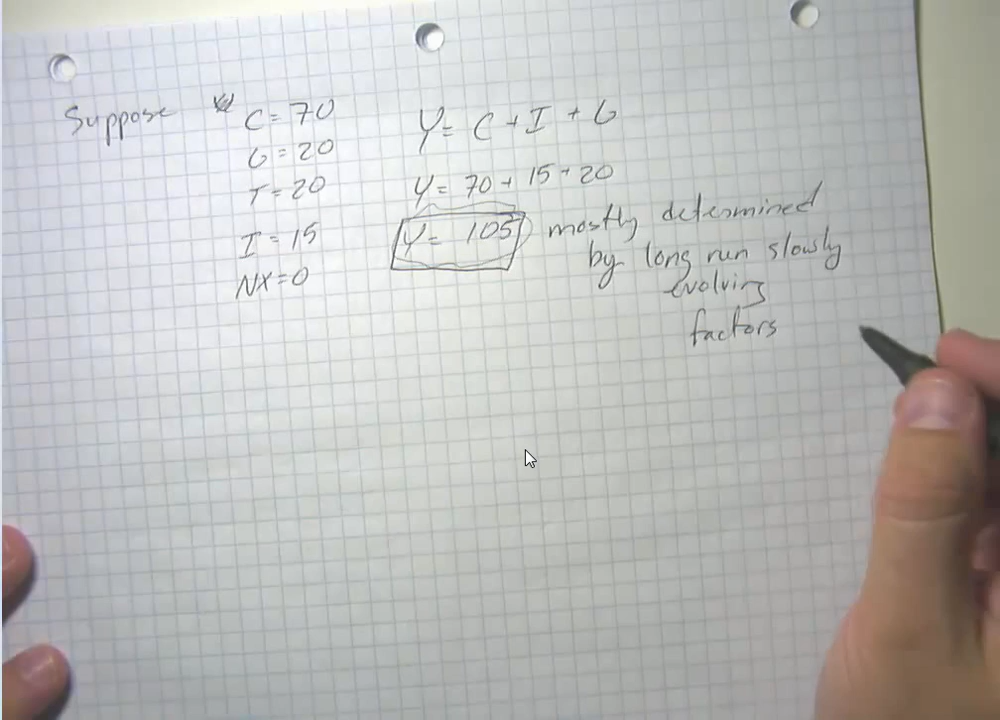 Suppose
C = 70
G = 20
T = 20
I = 15
NX = 0
Y = C + I + G
Y = 70 + 15 + 20
Y = 105
mostly determined
by long run slowly
evolving
factors